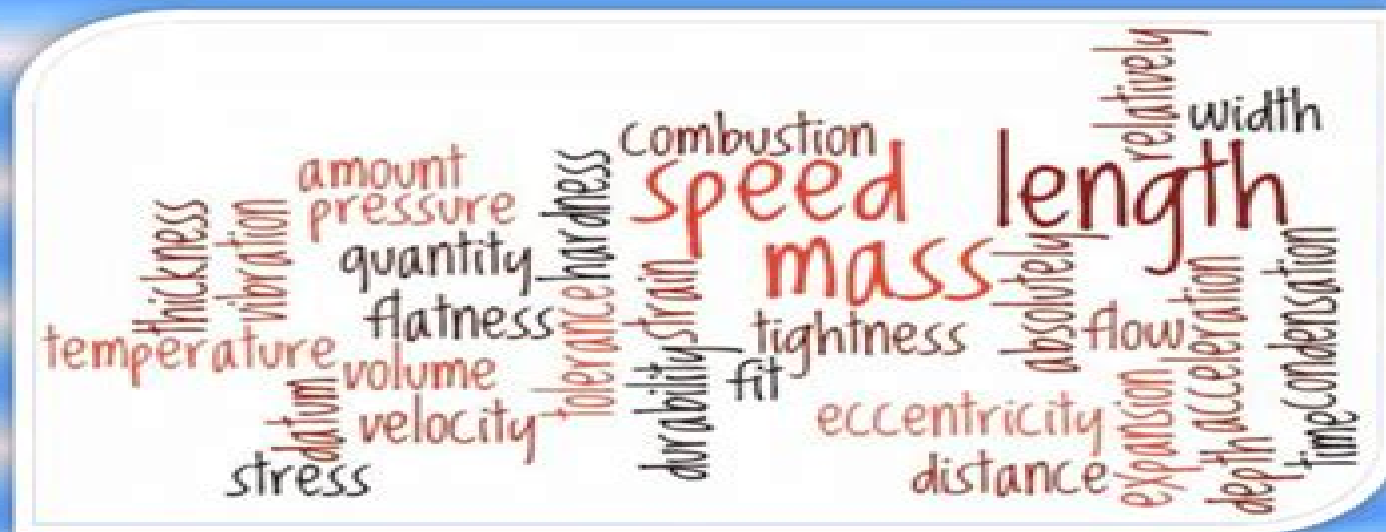 relatively
width
combustion
speed
length
amount
pressure
hardness
thickness
vibration
quantity
mass
flatness
tolerance
strain
tightness
absolutely
flow
acceleration
condensation
temperature
volume
durability
fit
datum
velocity
eccentricity
expansion
stress
distance
depth
time